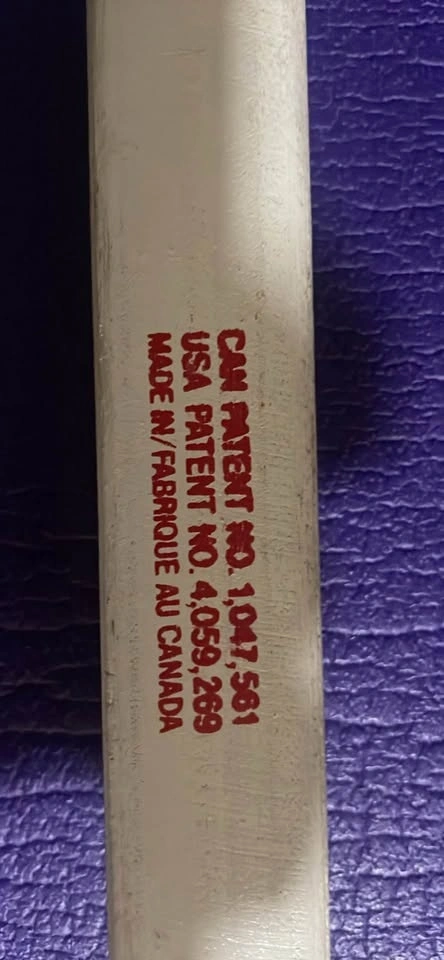 CAN PATENT NO. 1,047,561
USA PATENT NO. 4,059,269
MADE IN/FABRIQUE AU CANADA